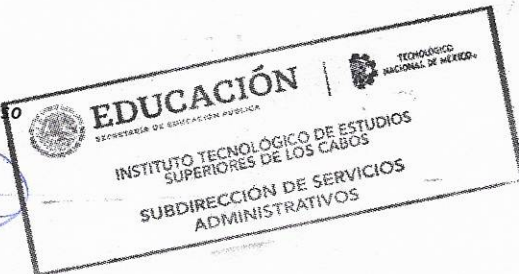 so
EDUCACIÓN
SECRETARÍA DE EDUCACIÓN PÚBLICA
TECNOLÓGICO
NACIONAL DE MÉXICO
INSTITUTO TECNOLÓGICO DE ESTUDIOS
SUPERIORES DE LOS CABOS
SUBDIRECCIÓN DE SERVICIOS
ADMINISTRATIVOS